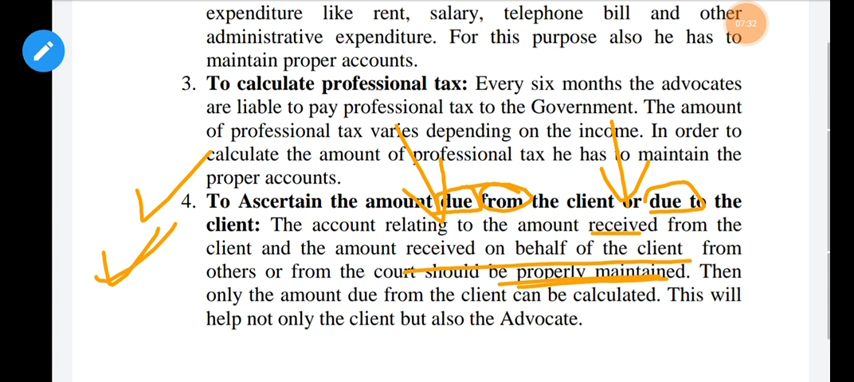 expenditure like rent, salary, telephone bill and other
07:32
administrative expenditure. For this purpose also he has to
maintain proper accounts.
3. To calculate professional tax: Every six months the advocates
are liable to pay professional tax to the Government. The amount
of professional tax varies depending on the income. In order to
calculate the amount of professional tax he has to maintain the
proper accounts.
4. To Ascertain the amount due from the client or due to the
client: The account relating to the amount received from the
client and the amount received on behalf of the client from
others or from the court should be properly maintained. Then
only the amount due from the client can be calculated. This will
help not only the client but also the Advocate.